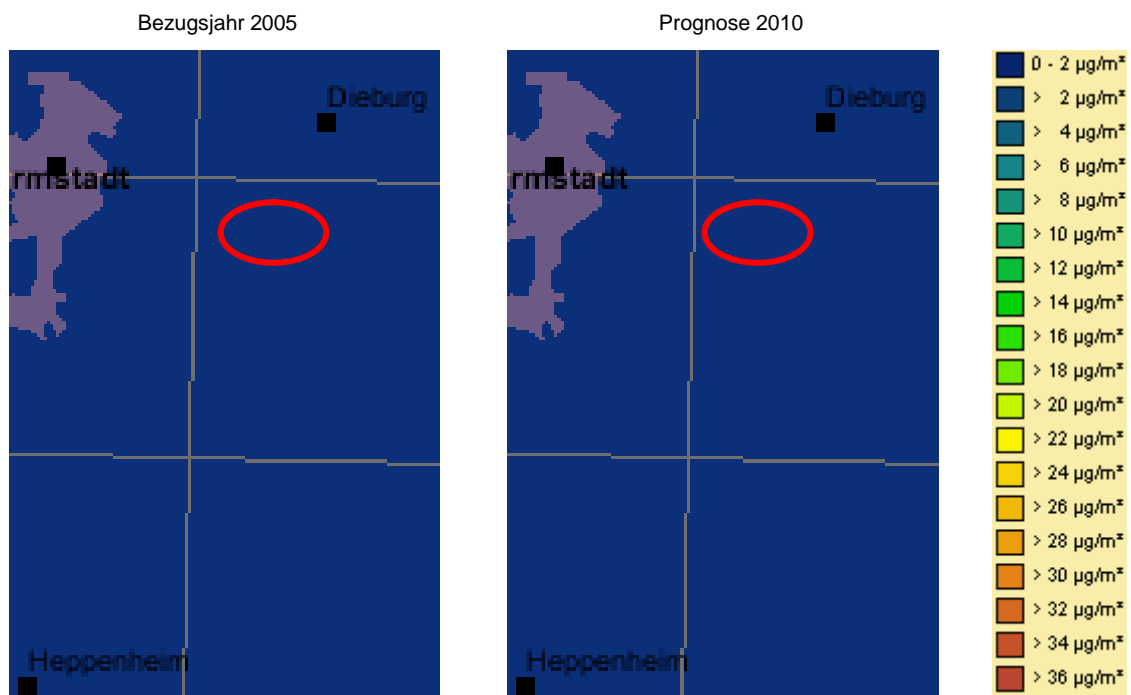 Bezugsjahr 2005
Prognose 2010
Dieburg
rmstadt
Heppenheim
Dieburg
rmstadt
Heppenheim
0 - 2 µg/m³
> 2 µg/m³
> 4 µg/m³
> 6 µg/m³
> 8 µg/m³
> 10 µg/m³
> 12 µg/m³
> 14 µg/m³
> 16 µg/m³
> 18 µg/m³
> 20 µg/m³
> 22 µg/m³
> 24 µg/m³
> 26 µg/m³
> 28 µg/m³
> 30 µg/m³
> 32 µg/m³
> 34 µg/m³
> 36 µg/m³